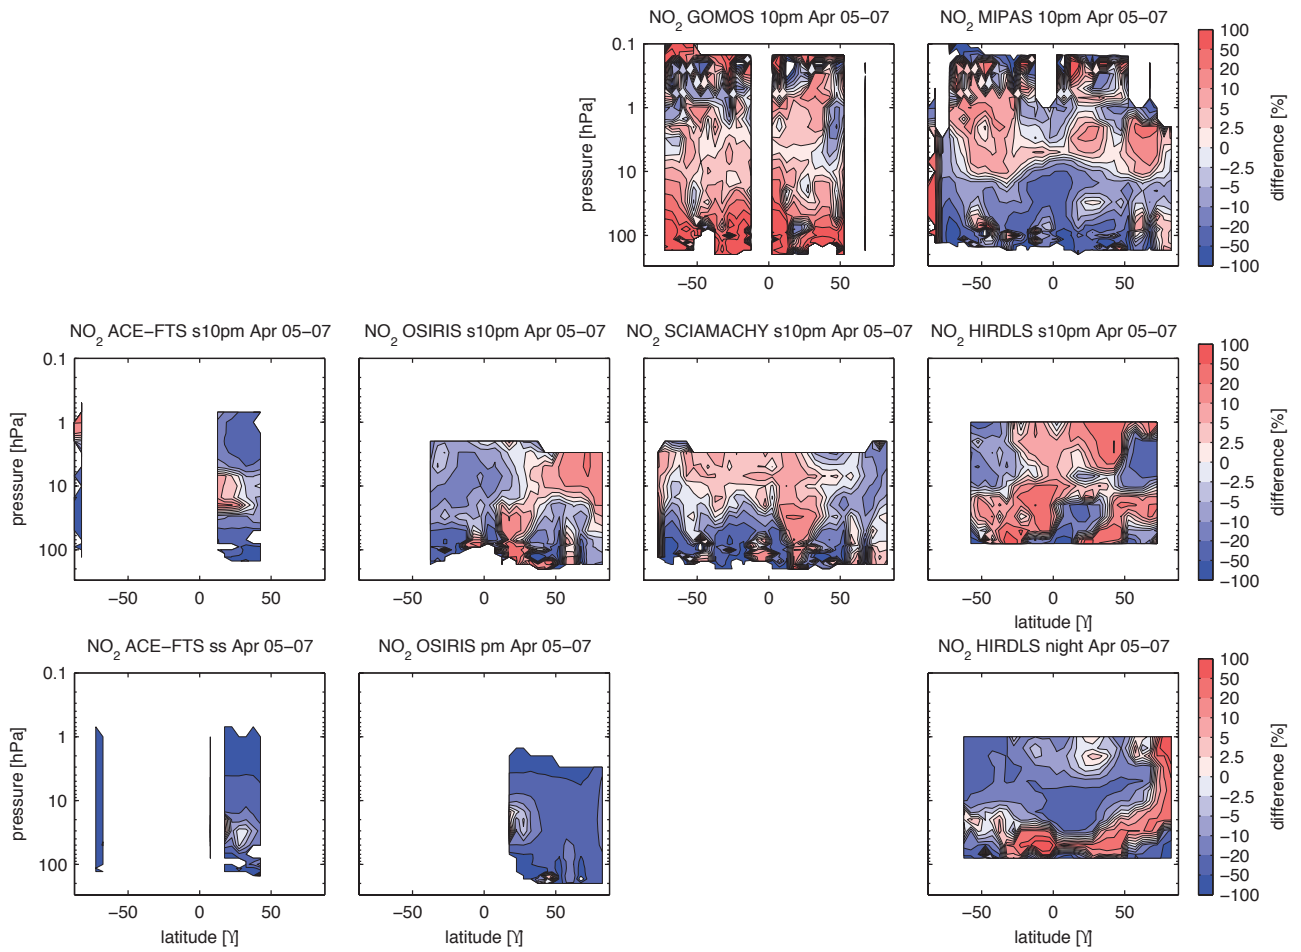 NO2 GOMOS 10pm Apr 05−07
NO2 MIPAS 10pm Apr 05−07
pressure [hPa]
0.1
1
10
100
−50 0 50
−50 0 50
100
50
20
10
5
2.5
0
−2.5
−5
−10
−20
−50
−100
difference [%]
NO2 ACE−FTS s10pm Apr 05−07
NO2 OSIRIS s10pm Apr 05−07
NO2 SCIAMACHY s10pm Apr 05−07
NO2 HIRDLS s10pm Apr 05−07
pressure [hPa]
0.1
1
10
100
−50 0 50
−50 0 50
−50 0 50
−50 0 50
latitude [Ɣ]
100
50
20
10
5
2.5
0
−2.5
−5
−10
−20
−50
−100
difference [%]
NO2 ACE−FTS ss Apr 05−07
NO2 OSIRIS pm Apr 05−07
NO2 HIRDLS night Apr 05−07
pressure [hPa]
0.1
1
10
100
−50 0 50
latitude [Ɣ]
−50 0 50
latitude [Ɣ]
−50 0 50
latitude [Ɣ]
100
50
20
10
5
2.5
0
−2.5
−5
−10
−20
−50
−100
difference [%]